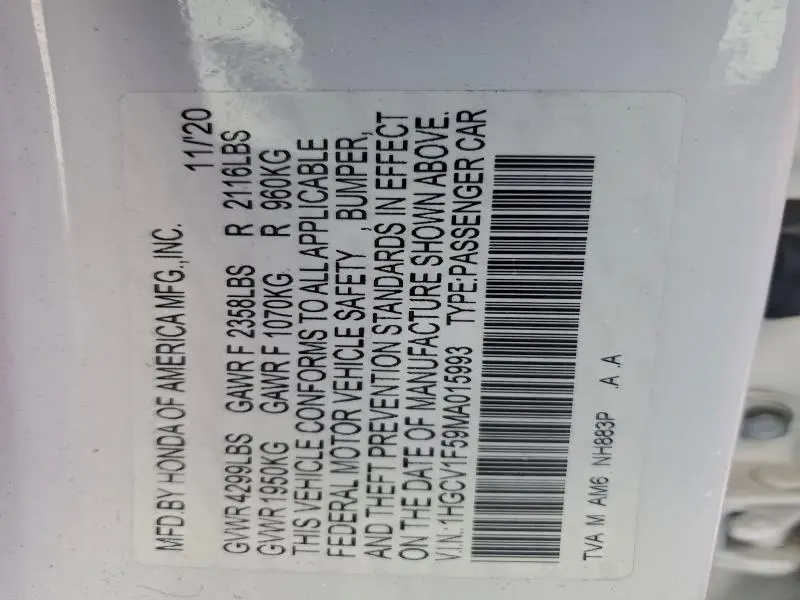 MFD.BY HONDA OF AMERICA MFG.,INC. 11/'20
GVWR 4299LBS GAWR F 2358LBS R 2116LBS
GVWR 1950KG GAWR F 1070KG R 960KG
THIS VEHICLE CONFORMS TO ALL APPLICABLE
FEDERAL MOTOR VEHICLE SAFETY , BUMPER,
AND THEFT PREVENTION STANDARDS IN EFFECT
ON THE DATE OF MANUFACTURE SHOWN ABOVE.
V.I.N.:1HGCV1F59MA015993 TYPE:PASSENGER CAR
TVA M AM6 NH883P .A .A